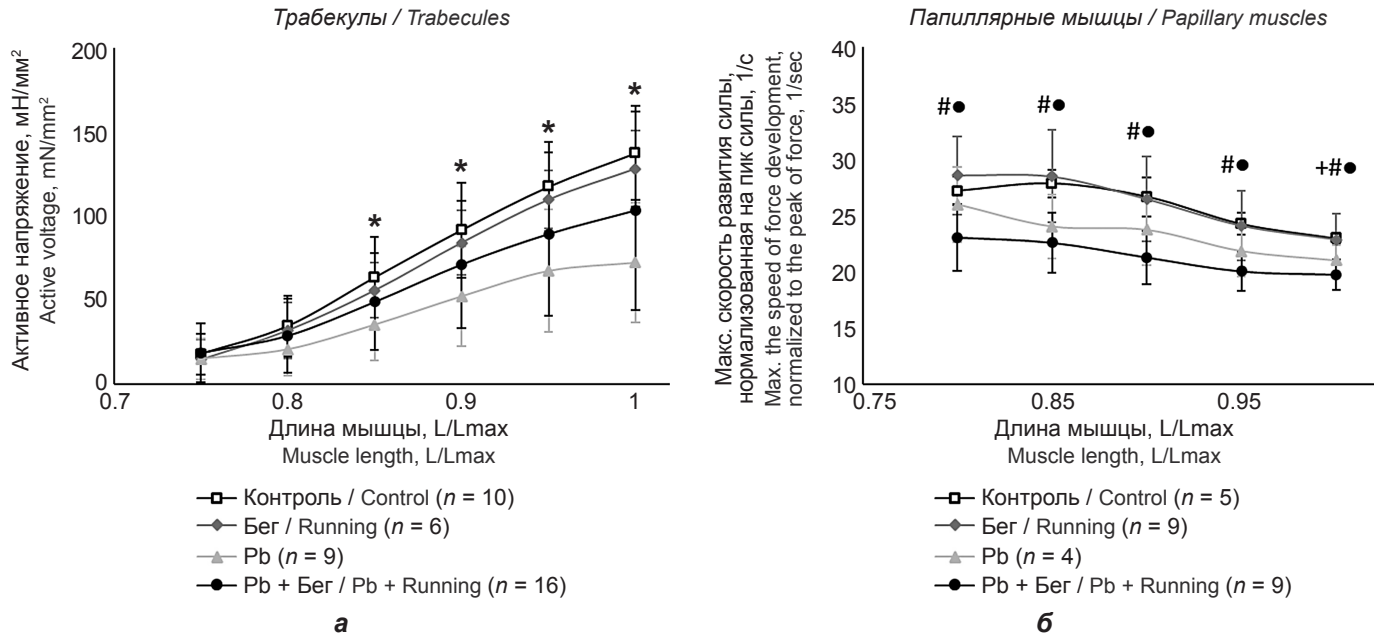 Трабекулы / Trabecules
Активное напряжение, мН/мм²
Active voltage, mN/mm²
200
150
100
50
0
* * * * *
0.7 0.8 0.9 1
Длина мышцы, L/Lmax
Muscle length, L/Lmax
Контроль / Control (n = 10)
Бег / Running (n = 6)
Pb (n = 9)
Pb + Бег / Pb + Running (n = 16)
а
Папиллярные мышцы / Papillary muscles
Макс. скорость развития силы,
нормализованная на пик силы, 1/с
Max. the speed of force development,
normalized to the peak of force, 1/sec
40
35
30
25
20
15
10
#● #● #● #● +#●
0.75 0.85 0.95
Длина мышцы, L/Lmax
Muscle length, L/Lmax
Контроль / Control (n = 5)
Бег / Running (n = 9)
Pb (n = 4)
Pb + Бег / Pb + Running (n = 9)
б